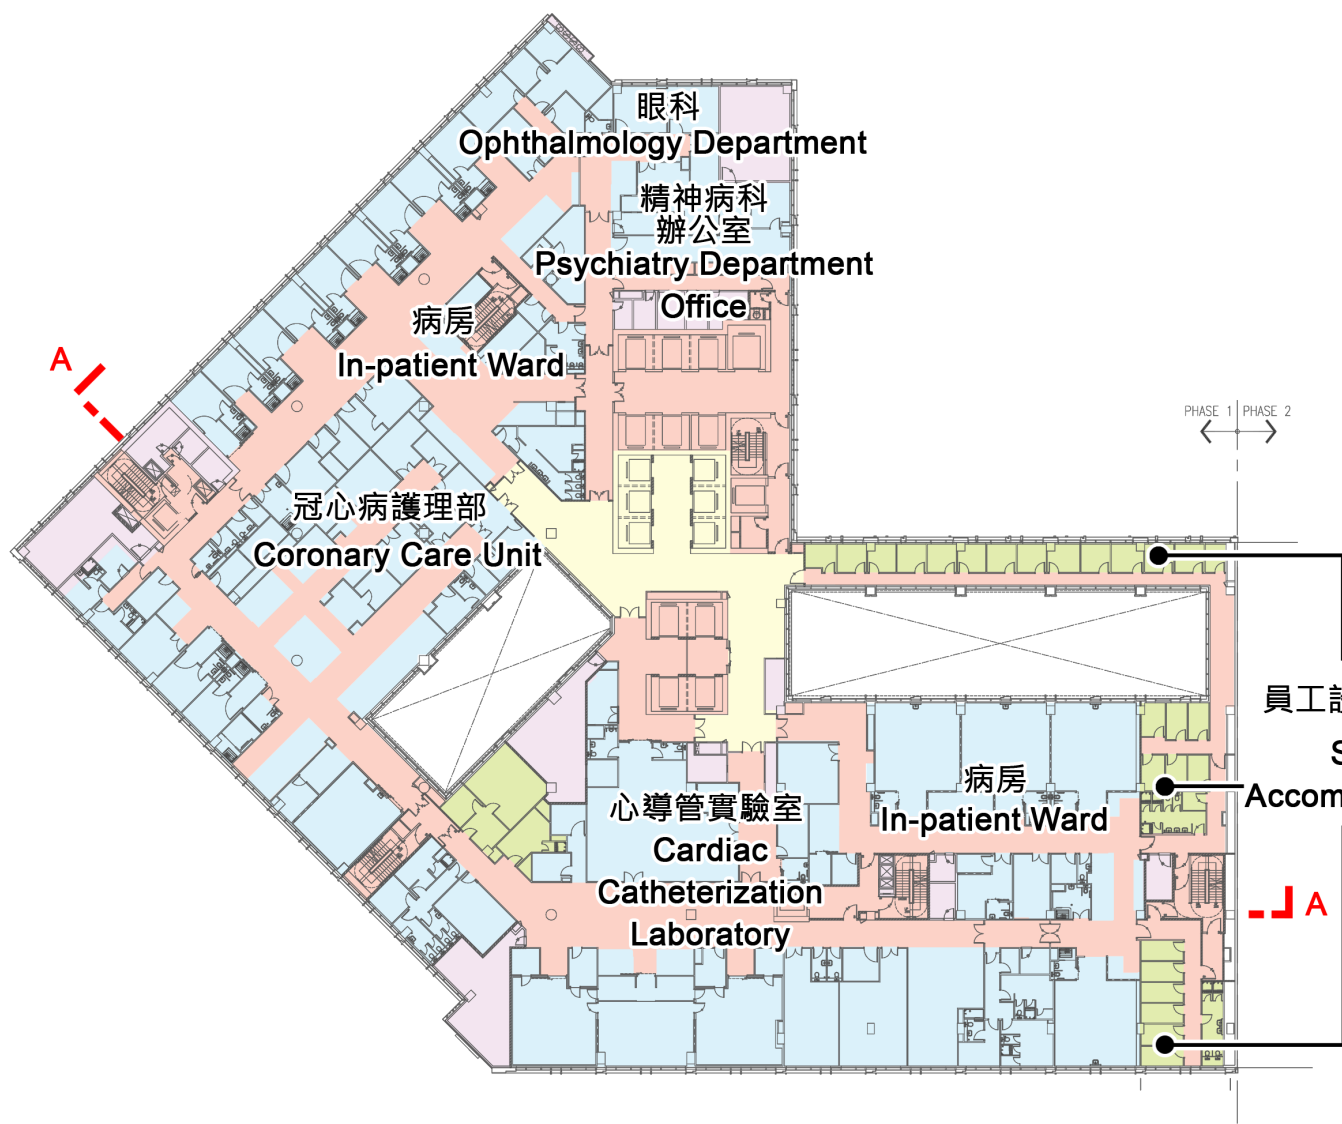 眼科
Ophthalmology Department
精神病科
辦公室
Psychiatry Department
Office
病房
In-patient Ward
A
PHASE 1 PHASE 2
冠心病護理部
Coronary Care Unit
員工設
S
Accom
病房
In-patient Ward
心導管實驗室
Cardiac
Catheterization
Laboratory
A